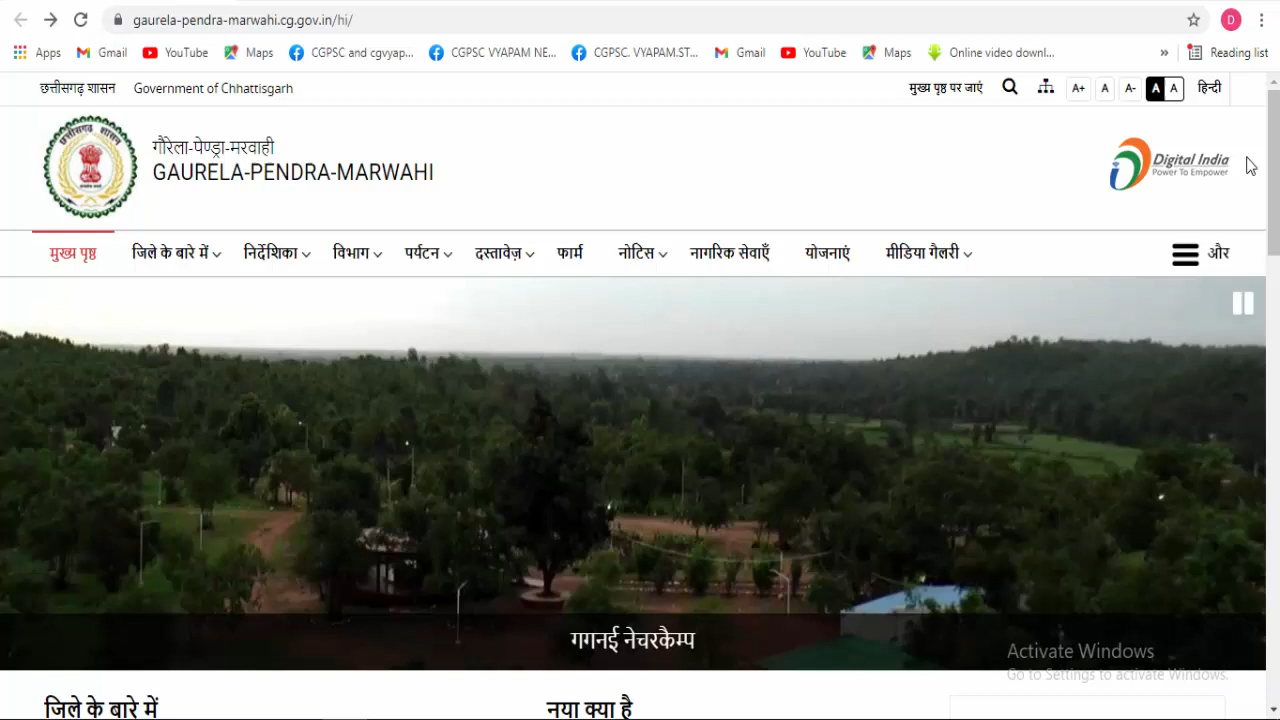 gaurela-pendra-marwahi.cg.gov.in/hi/
D
Apps Gmail YouTube Maps CGPSC and cgvyap... CGPSC VYAPAM NE... CGPSC. VYAPAM.ST... Gmail YouTube Maps Online video downl... » Reading list
छत्तीसगढ़ शासन Government of Chhattisgarh मुख्य पृष्ठ पर जाएं A+ A A- A A हिन्दी
छत्तीसगढ़ शासन
गौरेला-पेण्ड्रा-मरवाही
GAURELA-PENDRA-MARWAHI
Digital India
Power To Empower
मुख्य पृष्ठ जिले के बारे में निर्देशिका विभाग पर्यटन दस्तावेज़ फार्म नोटिस नागरिक सेवाएँ योजनाएं मीडिया गैलरी और
गगनई नेचरकैम्प
Activate Windows
Go to Settings to activate Windows.
जिले के बारे में नया क्या है